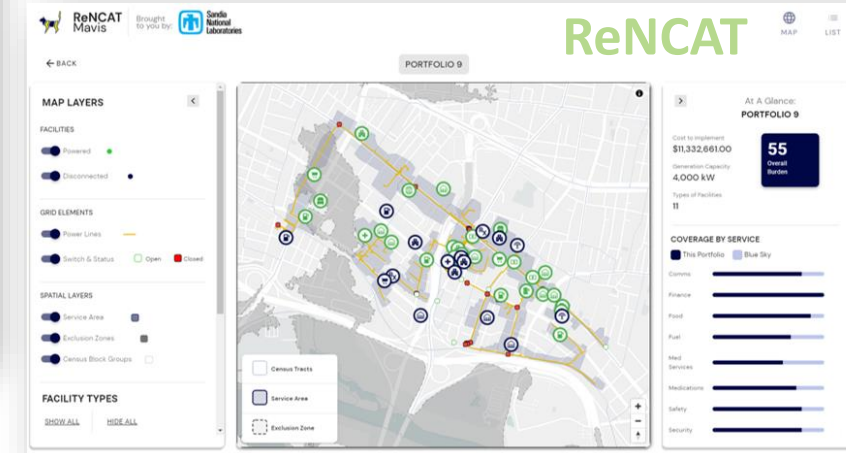 ReNCAT
Mavis
Brought
to you by:
Sandia
National
Laboratories
ReNCAT
MAP
LIST
BACK
PORTFOLIO 9
MAP LAYERS
FACILITIES
Powered
Disconnected
GRID ELEMENTS
Power Lines
Switch & Status
Open
Closed
SPATIAL LAYERS
Service Area
Exclusion Zones
Census Block Groups
FACILITY TYPES
SHOW ALL
HIDE ALL
Census Tracts
Service Area
Exclusion Zone
At A Glance:
PORTFOLIO 9
Cost to Implement
$11,332,661.00
Generation Capacity
4,000 kW
Types of Facilities
11
55
Overall
Burden
COVERAGE BY SERVICE
This Portfolio
Blue Sky
Comms
Finance
Food
Fuel
Med
Services
Medications
Safety
Security